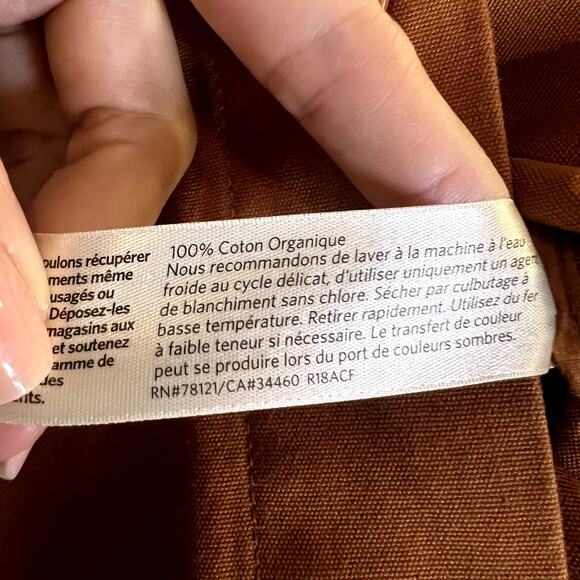 oulons récupérer
ments même
usagés ou
Déposez-les
magasins aux
et soutenez
amme de
des
nts.
100% Coton Organique
Nous recommandons de laver à la machine à l'eau
froide au cycle délicat, d'utiliser uniquement un agent
de blanchiment sans chlore. Sécher par culbutage à
basse température. Retirer rapidement. Utilisez du fer
à faible teneur si nécessaire. Le transfert de couleur
peut se produire lors du port de couleurs sombres.
RN#78121/CA#34460 R18ACF